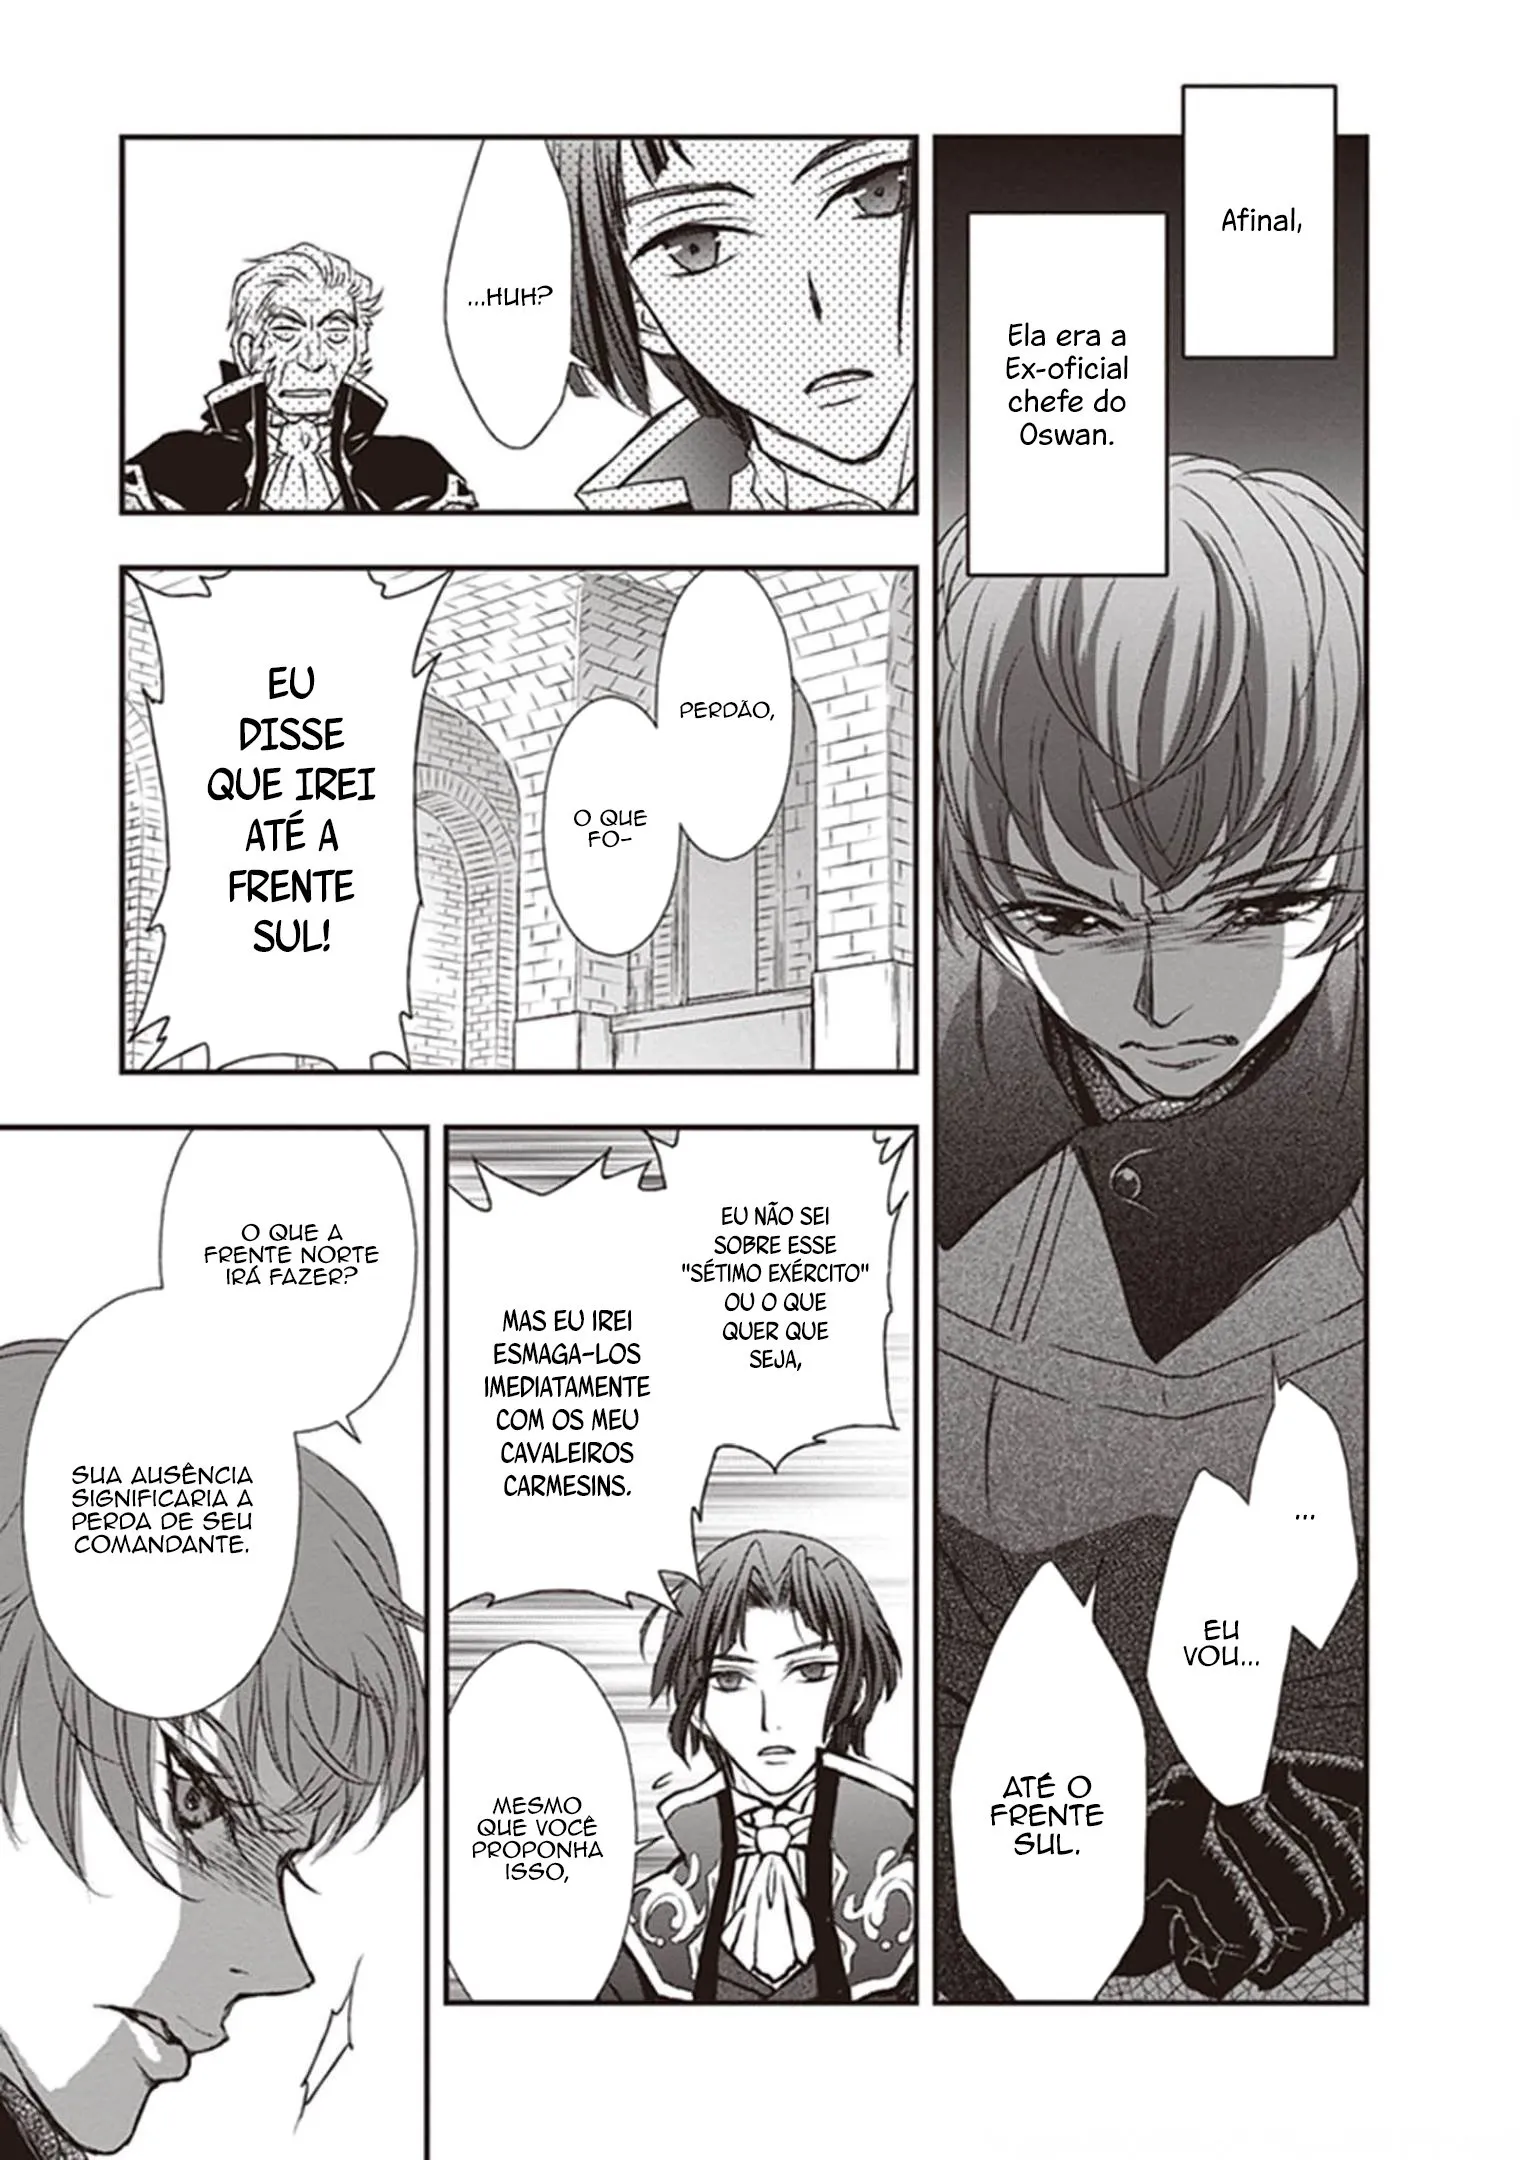 Afinal,
Ela era a
Ex-oficial
chefe do
Oswan.
...
EU
VOU...
ATÉ O
FRENTE
SUL.
...HUH?
PERDÃO,
O QUE
FO-
EU
DISSE
QUE IREI
ATÉ A
FRENTE
SUL!
EU NÃO SEI
SOBRE ESSE
"SÉTIMO EXÉRCITO"
OU O QUE
QUER QUE
SEJA,
MAS EU IREI
ESMAGA-LOS
IMEDIATAMENTE
COM OS MEU
CAVALEIROS
CARMESINS.
MESMO
QUE VOCÊ
PROPONHA
ISSO,
O QUE A
FRENTE NORTE
IRÁ FAZER?
SUA AUSÊNCIA
SIGNIFICARIA A
PERDA DE SEU
COMANDANTE.